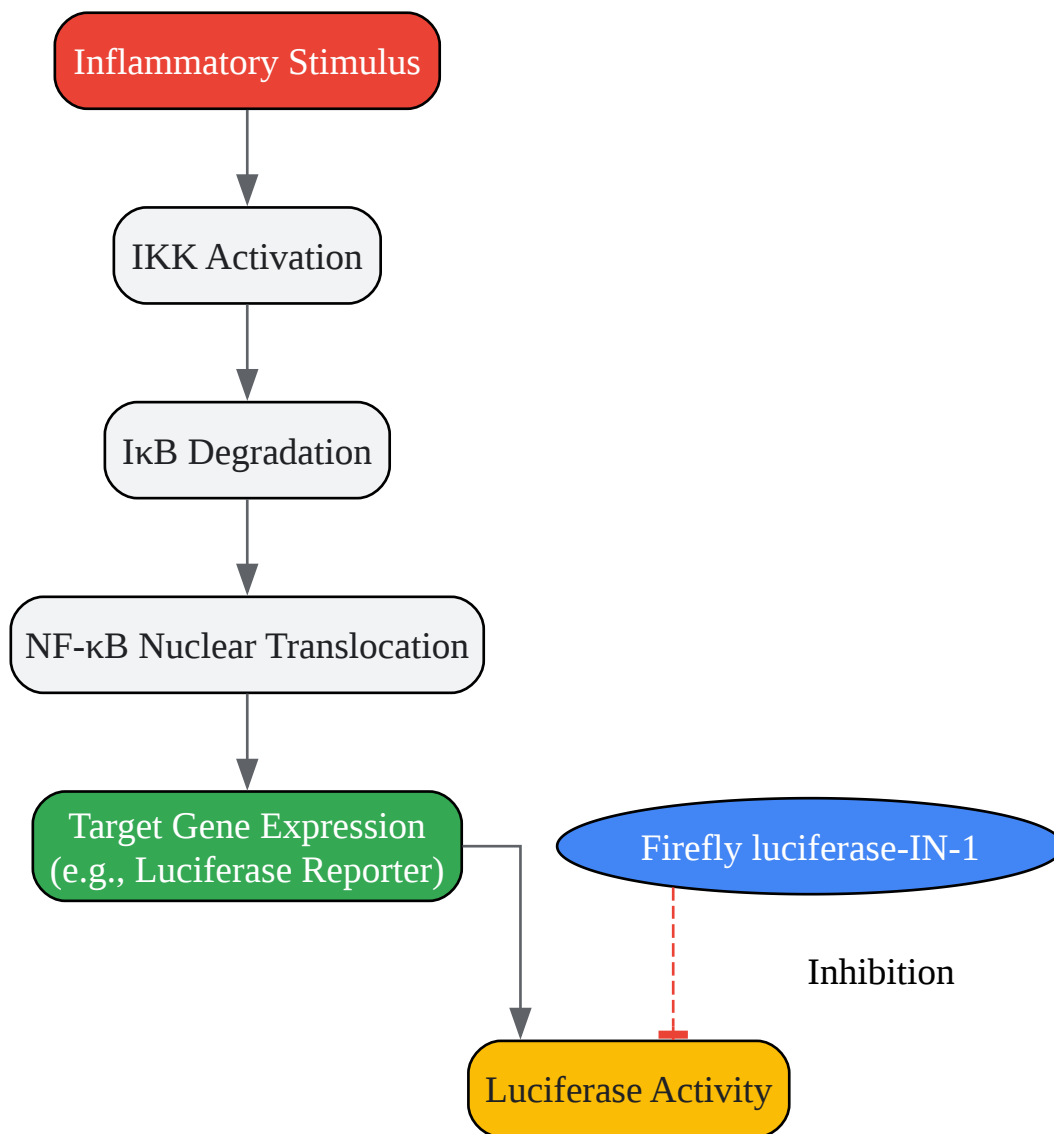 Inflammatory Stimulus
IKK Activation
IκB Degradation
NF-κB Nuclear Translocation
Target Gene Expression
(e.g., Luciferase Reporter)
Firefly luciferase-IN-1
Inhibition
Luciferase Activity